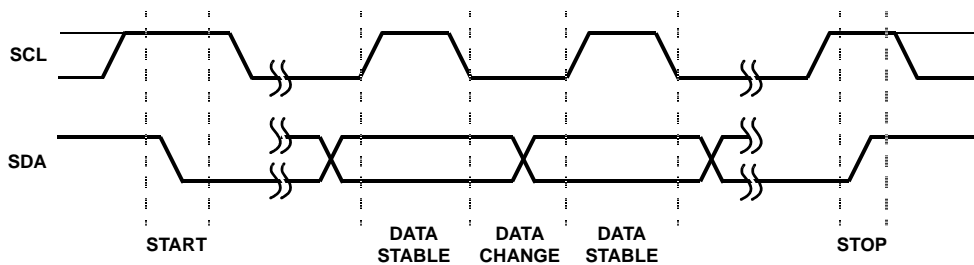 SCL
SDA
START
DATA STABLE
DATA CHANGE
DATA STABLE
STOP